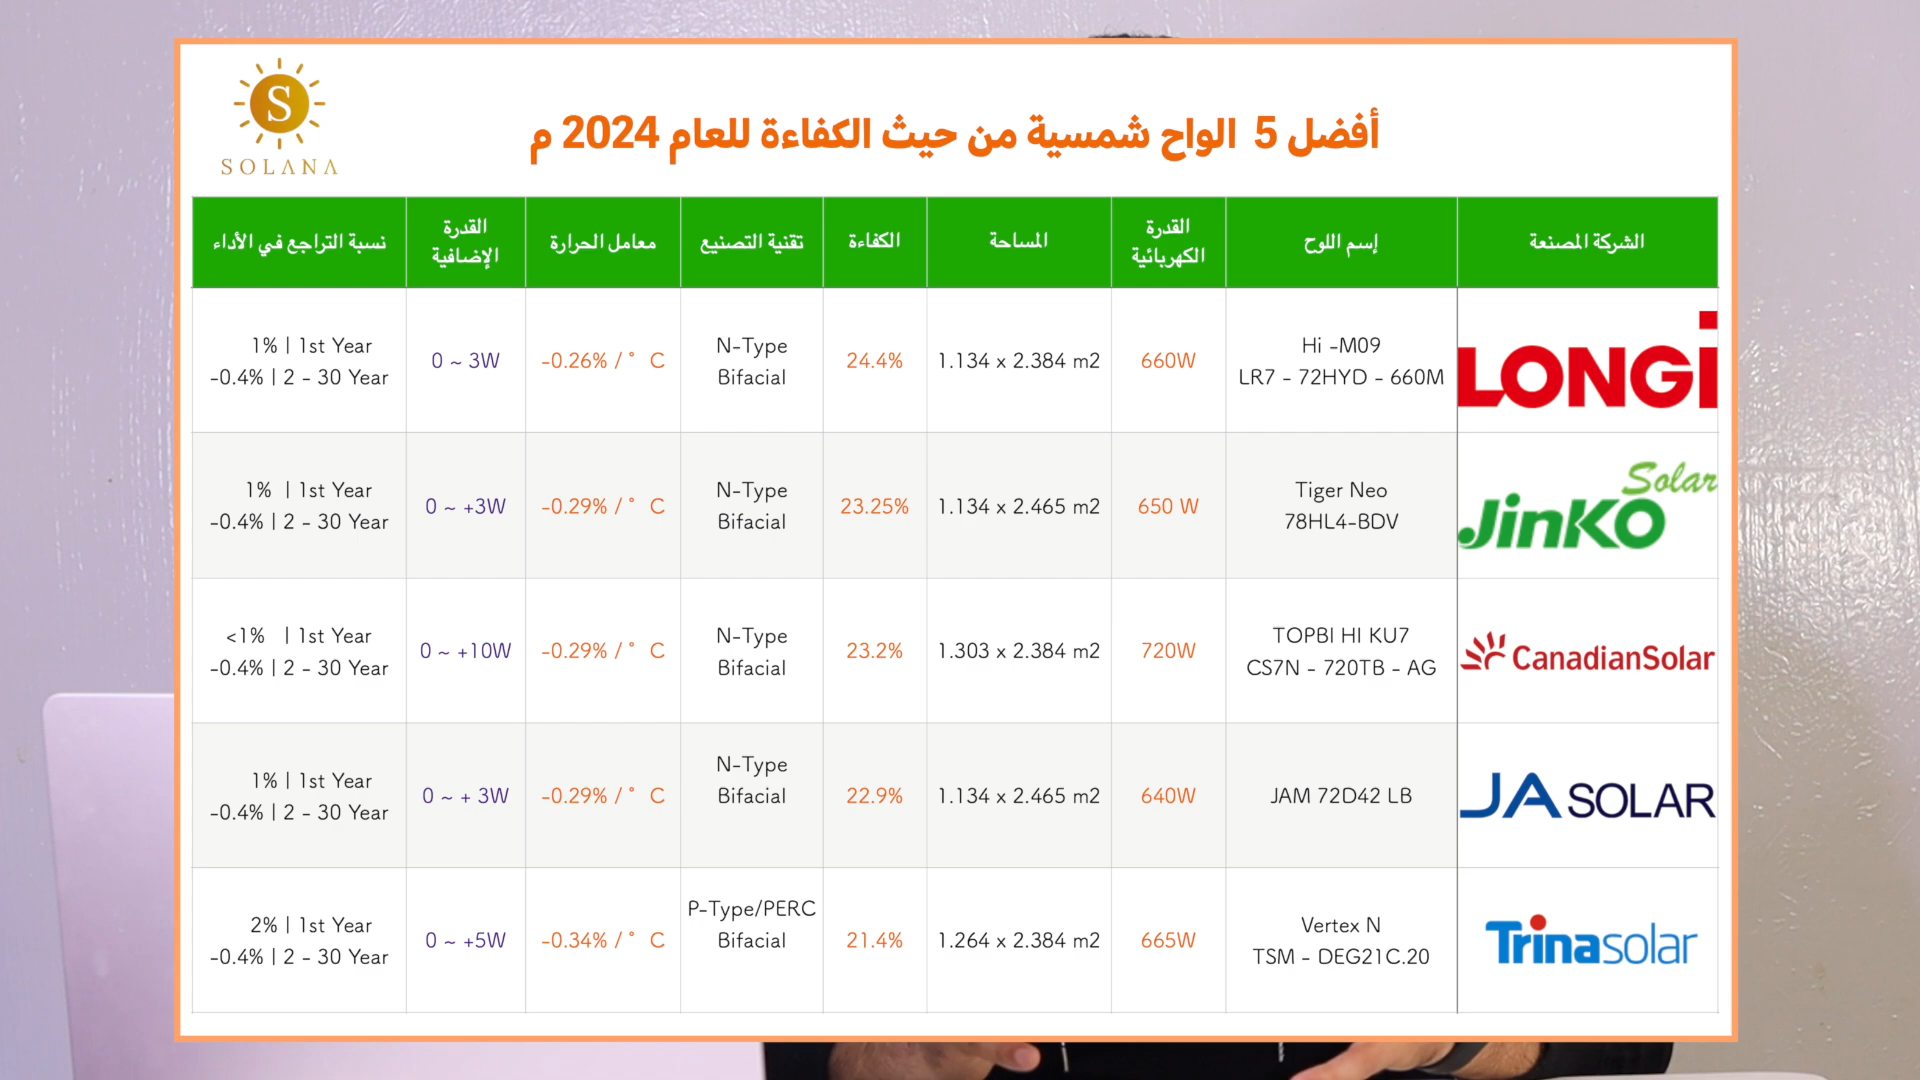 S
SOLANA
أفضل 5 الواح شمسية من حيث الكفاءة للعام 2024 م
الشركة المصنعة
إسم اللوح
القدرة
الكهربائية
المساحة
الكفاءة
تقنية التصنيع
معامل الحرارة
القدرة
الإضافية
نسبة التراجع في الأداء
LONGi
Hi -M09
LR7 - 72HYD - 660M
660W
1.134 x 2.384 m2
24.4%
N-Type
Bifacial
-0.26% / ° C
0 ~ 3W
1% | 1st Year
-0.4% | 2 - 30 Year
Solar
JinKO
Tiger Neo
78HL4-BDV
650 W
1.134 x 2.465 m2
23.25%
N-Type
Bifacial
-0.29% / ° C
0 ~ +3W
1% | 1st Year
-0.4% | 2 - 30 Year
CanadianSolar
TOPBI HI KU7
CS7N - 720TB - AG
720W
1.303 x 2.384 m2
23.2%
N-Type
Bifacial
-0.29% / ° C
0 ~ +10W
<1% | 1st Year
-0.4% | 2 - 30 Year
JA SOLAR
JAM 72D42 LB
640W
1.134 x 2.465 m2
22.9%
N-Type
Bifacial
-0.29% / ° C
0 ~ + 3W
1% | 1st Year
-0.4% | 2 - 30 Year
Trinasolar
Vertex N
TSM - DEG21C.20
665W
1.264 x 2.384 m2
21.4%
P-Type/PERC
Bifacial
-0.34% / ° C
0 ~ +5W
2% | 1st Year
-0.4% | 2 - 30 Year